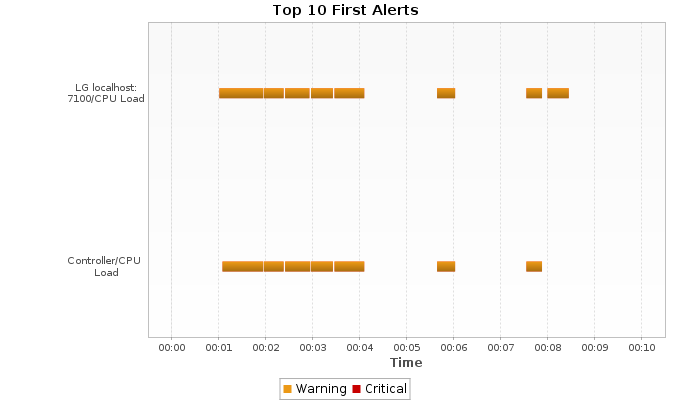 Top 10 First Alerts
LG localhost:
7100/CPU Load
Controller/CPU
Load
00:00 00:01 00:02 00:03 00:04 00:05 00:06 00:07 00:08 00:09 00:10
Time
Warning Critical